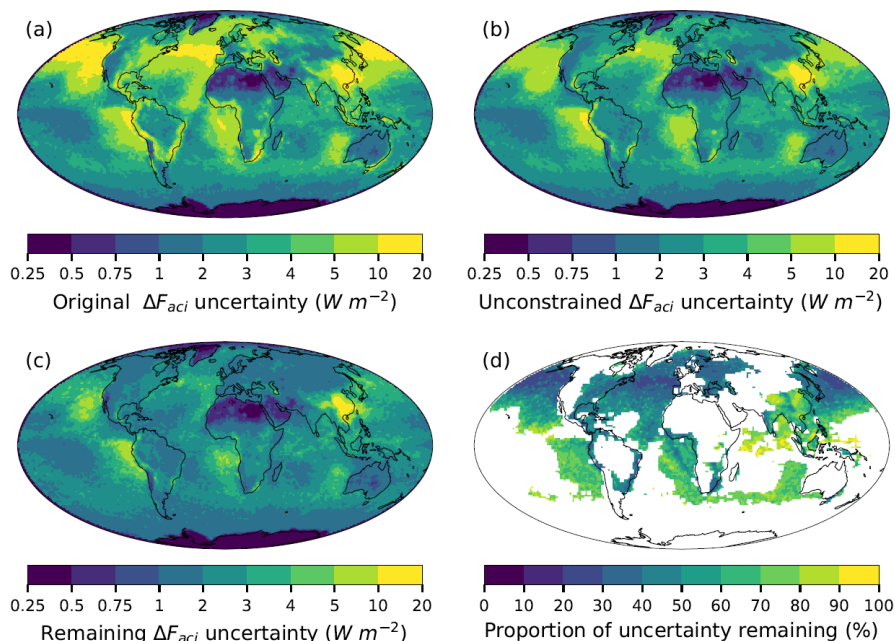 (a)
(b)
0.25 0.5 0.75 1 2 3 4 5 10 20
Original ΔF_aci uncertainty (W m⁻²)
0.25 0.5 0.75 1 2 3 4 5 10 20
Unconstrained ΔF_aci uncertainty (W m⁻²)
(c)
(d)
0.25 0.5 0.75 1 2 3 4 5 10 20
Remaining ΔF_aci uncertainty (W m⁻²)
0 10 20 30 40 50 60 70 80 90 100
Proportion of uncertainty remaining (%)